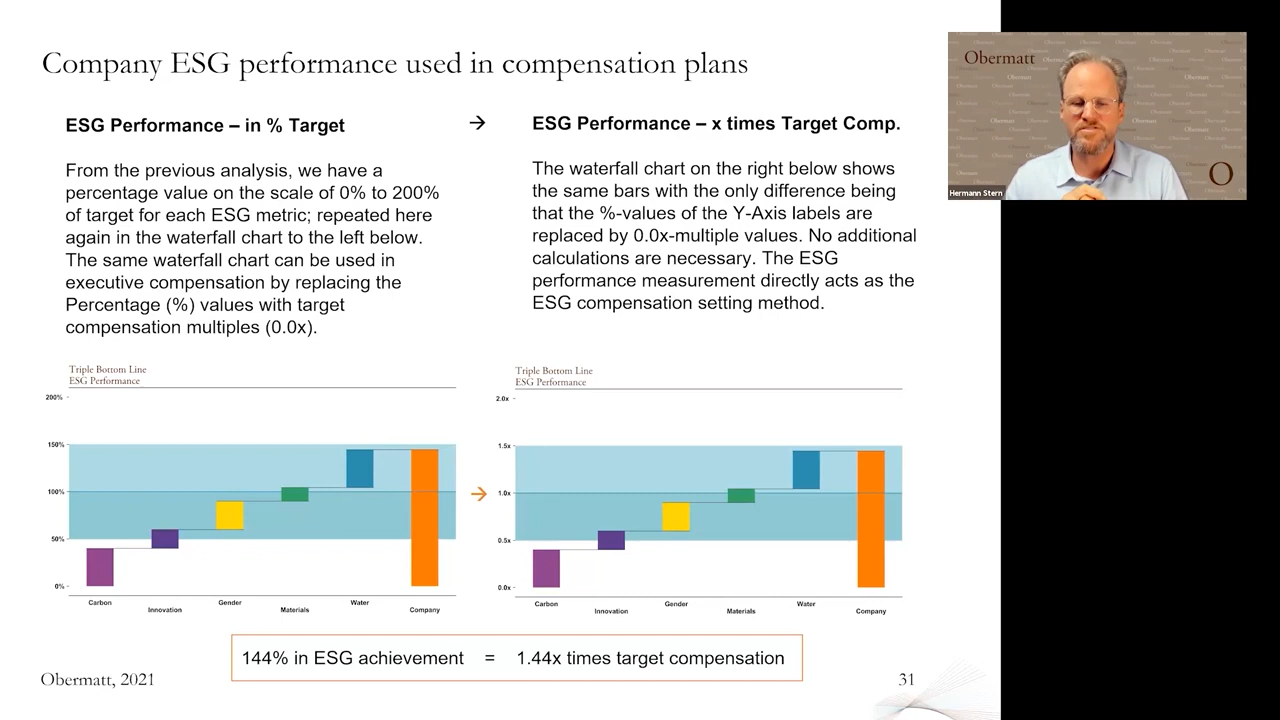 Company ESG performance used in compensation plans
ESG Performance – in % Target
→
ESG Performance – x times Target Comp.
From the previous analysis, we have a
percentage value on the scale of 0% to 200%
of target for each ESG metric; repeated here
again in the waterfall chart to the left below.
The same waterfall chart can be used in
executive compensation by replacing the
Percentage (%) values with target
compensation multiples (0.0x).
The waterfall chart on the right below shows
the same bars with the only difference being
that the %-values of the Y-Axis labels are
replaced by 0.0x-multiple values. No additional
calculations are necessary. The ESG
performance measurement directly acts as the
ESG compensation setting method.
Triple Bottom Line
ESG Performance
200%
150%
100%
50%
0%
Carbon
Innovation
Gender
Materials
Water
Company
→
Triple Bottom Line
ESG Performance
2.0x
1.5x
1.0x
0.5x
0.0x
Carbon
Innovation
Gender
Materials
Water
Company
144% in ESG achievement = 1.44x times target compensation
Obermatt, 2021
31
Obermatt
O
Hermann Stern